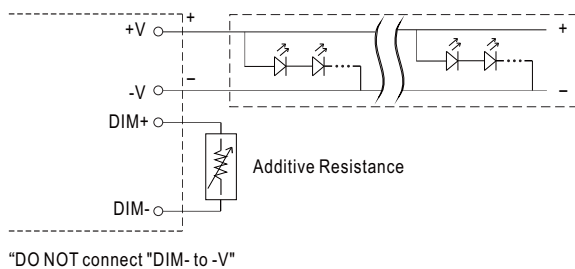 +V
+
+
-V
−
−
DIM+
Additive Resistance
DIM-
“DO NOT connect "DIM- to -V"